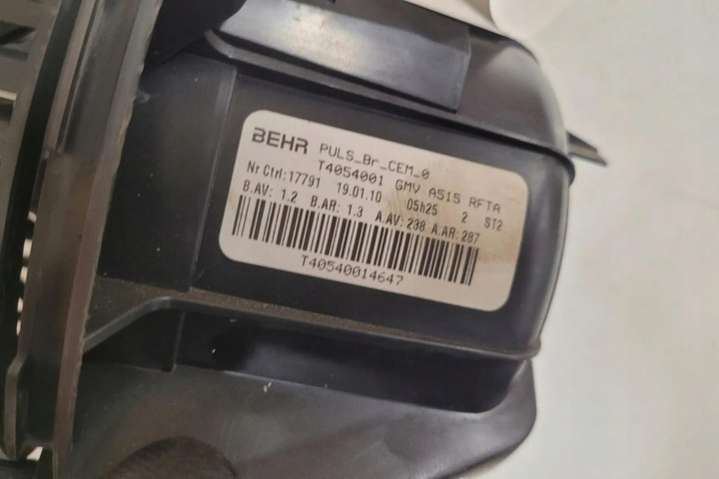 BEHR PULS_Br_CEM_0
T4054001 GMV A515 RFTA
Nr Ctrl:17791 19.01.10 05h25 2 ST2
B.AV: 1.2 B.AR: 1.3 A.AV: 238 A.AR: 287
T40540014647